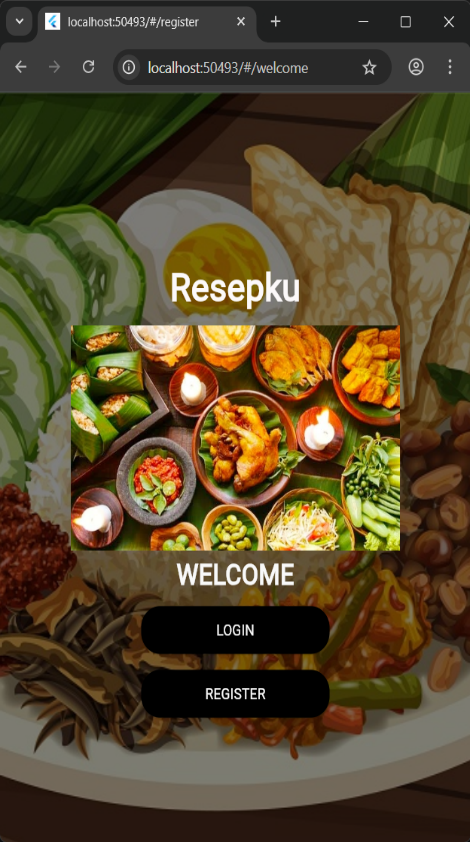 localhost:50493/#/register
localhost:50493/#/welcome
Resepku
WELCOME
LOGIN
REGISTER